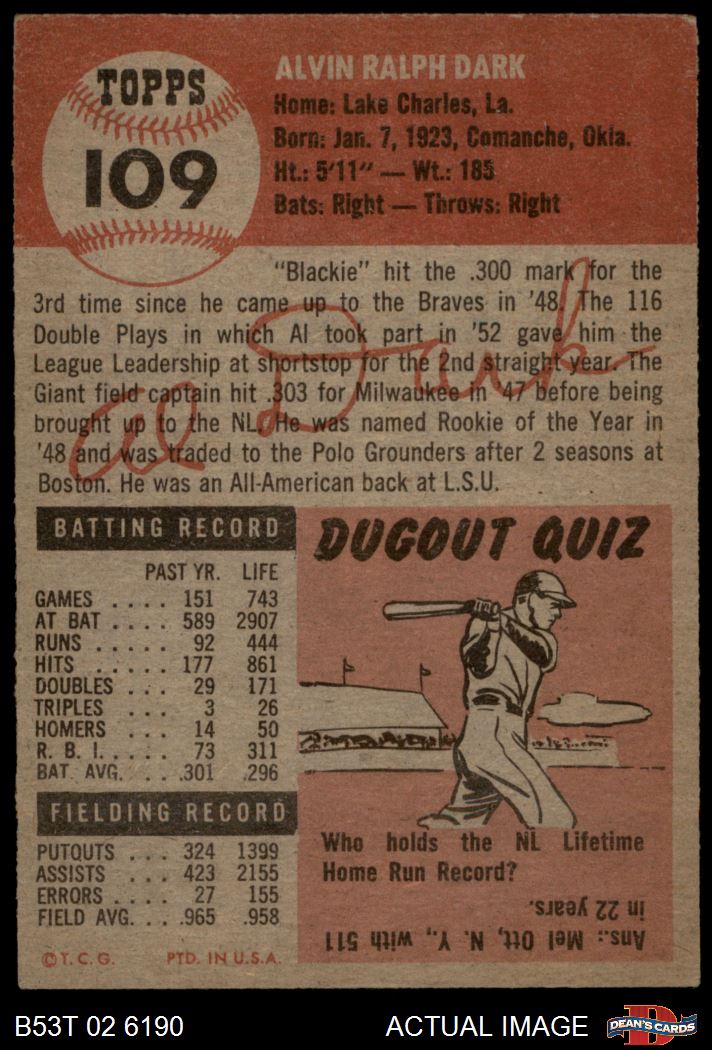 TOPPS
109
ALVIN RALPH DARK
Home: Lake Charles, La.
Born: Jan. 7, 1923, Comanche, Okla.
Ht.: 5'11" — Wt.: 185
Bats: Right — Throws: Right
"Blackie" hit the .300 mark for the
3rd time since he came up to the Braves in '48. The 116
Double Plays in which Al took part in '52 gave him the
League Leadership at shortstop for the 2nd straight year. The
Giant field captain hit .303 for Milwaukee in '47 before being
brought up to the NL. He was named Rookie of the Year in
'48 and was traded to the Polo Grounders after 2 seasons at
Boston. He was an All-American back at L.S.U.
Al Dark
BATTING RECORD
PAST YR. LIFE
GAMES .... 151 743
AT BAT .... 589 2907
RUNS ..... 92 444
HITS ..... 177 861
DOUBLES ... 29 171
TRIPLES ... 3 26
HOMERS ... 14 50
R. B. I. ..... 73 311
BAT. AVG. ... .301 .296
FIELDING RECORD
PUTOUTS ... 324 1399
ASSISTS ... 423 2155
ERRORS .... 27 155
FIELD AVG. ... .965 .958
© T. C. G. PTD. IN U.S.A.
DUGOUT QUIZ
Who holds the NL Lifetime
Home Run Record?
Ans.: Mel Ott, N. Y., with 511
in 22 years.
B53T 02 6190
ACTUAL IMAGE
DEAN'S CARDS